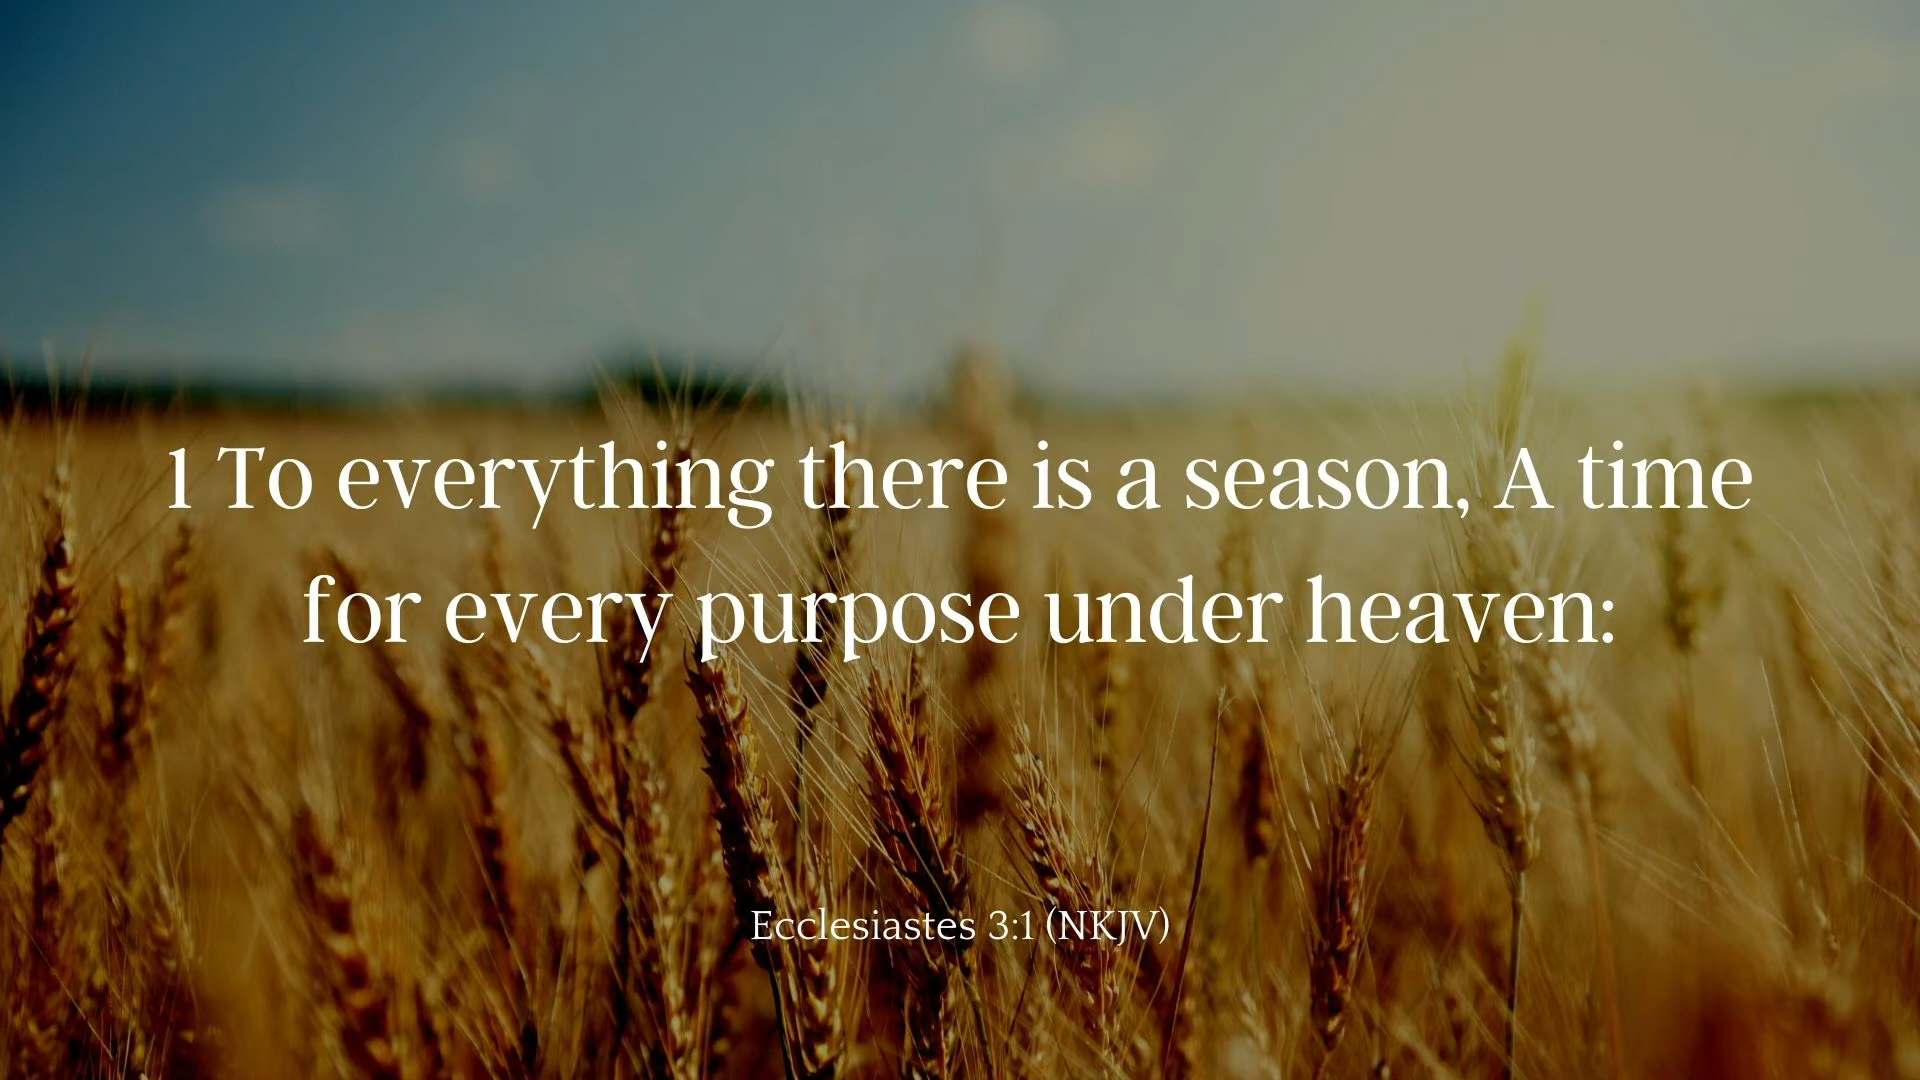 1 To everything there is a season, A time
for every purpose under heaven:
Ecclesiastes 3:1 (NKJV)